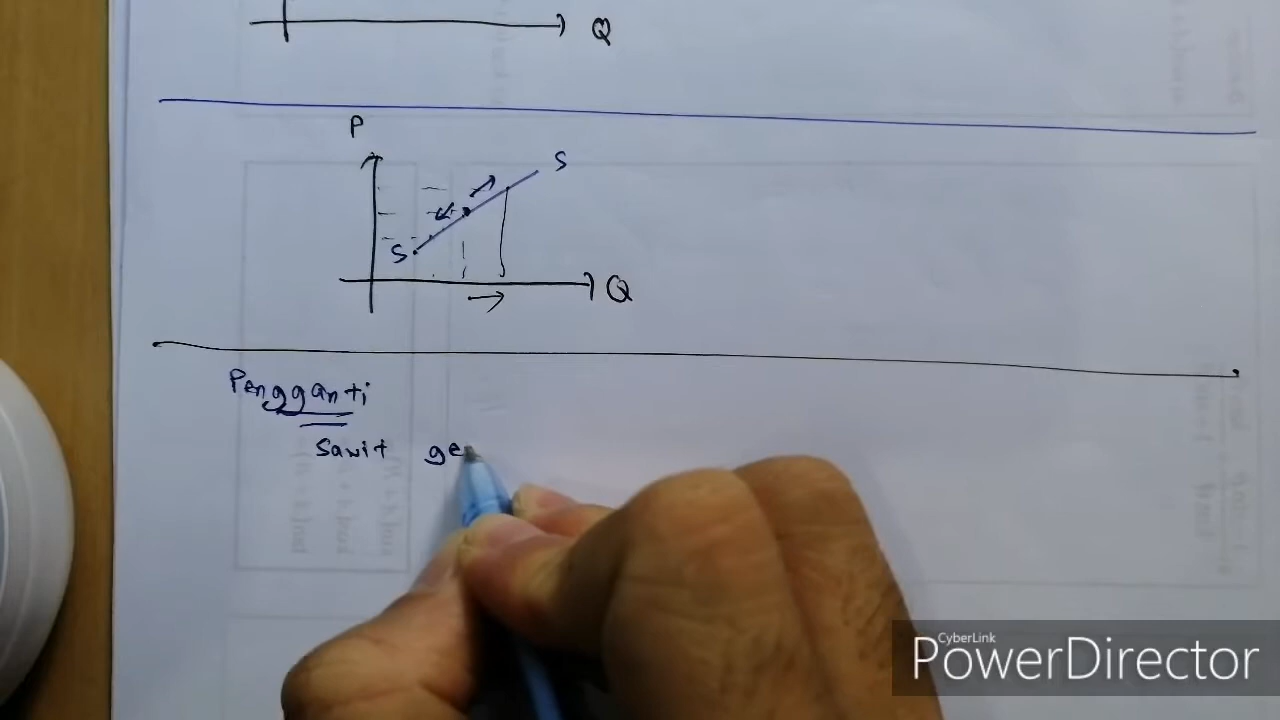 Q
P
S
S
Q
Pengganti
Sawit ge
CyberLink
PowerDirector